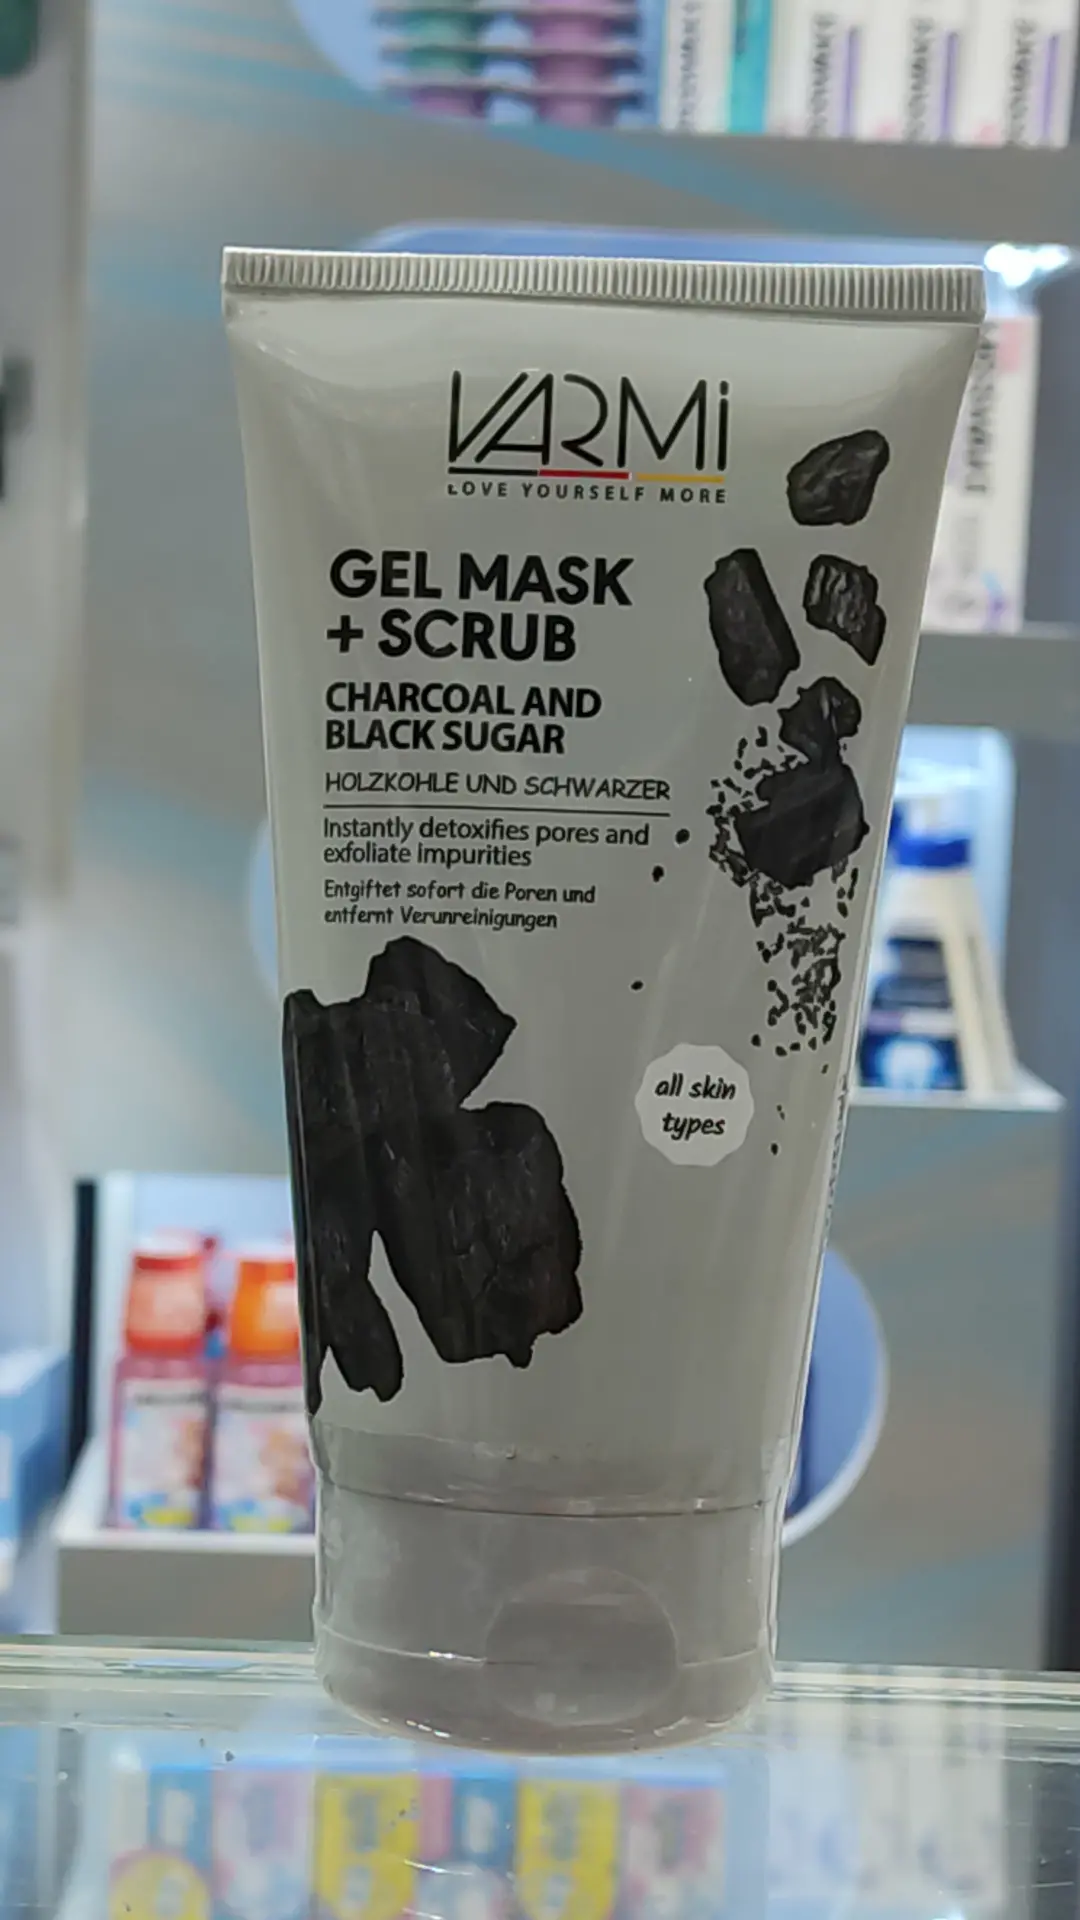 VARMi
LOVE YOURSELF MORE
GEL MASK
+ SCRUB
CHARCOAL AND
BLACK SUGAR
HOLZKOHLE UND SCHWARZER
Instantly detoxifies pores and
exfoliate impurities
Entgiftet sofort die Poren und
entfernt Verunreinigungen
all skin
types